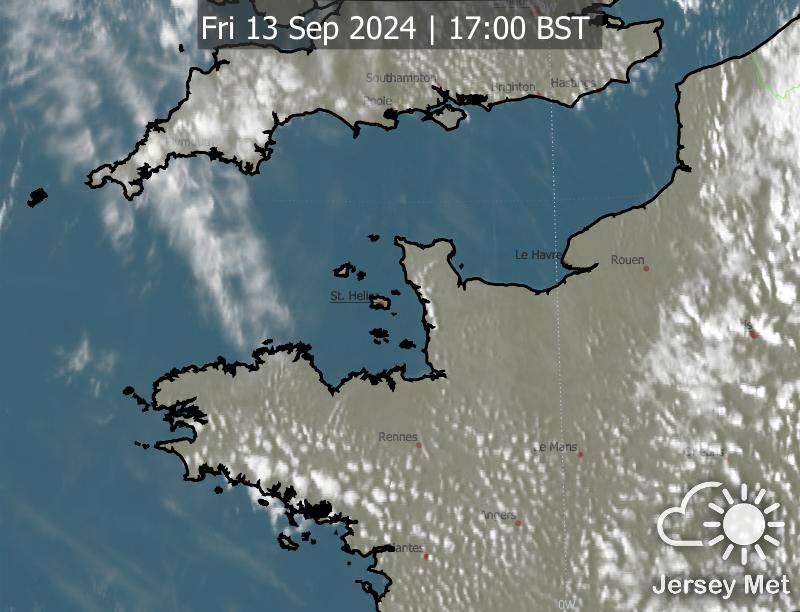 Fri 13 Sep 2024 | 17:00 BST
Southampton
Brighton
Hastings
Poole
Le Havre
Rouen
St. Helier
Rennes
Le Mans
Angers
Nantes
Jersey Met
0W